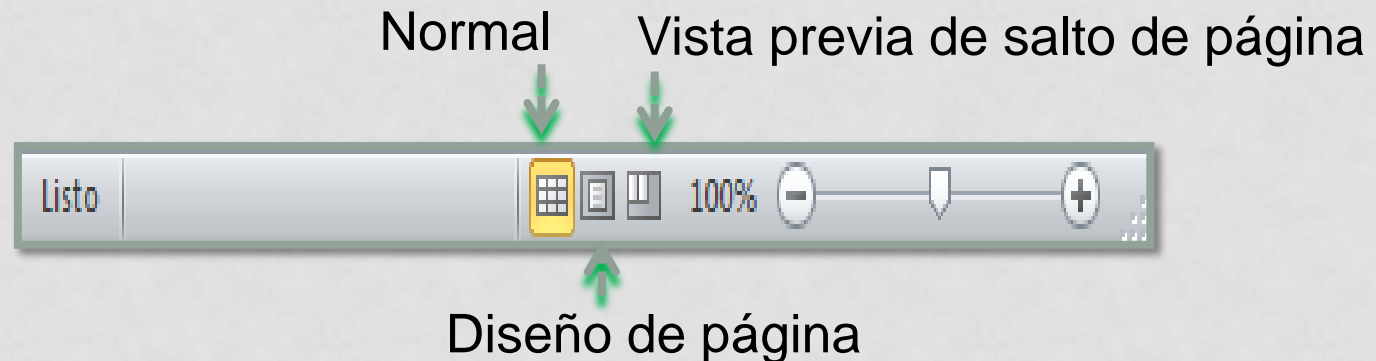 Normal
Vista previa de salto de página
Listo
100%
Diseño de página